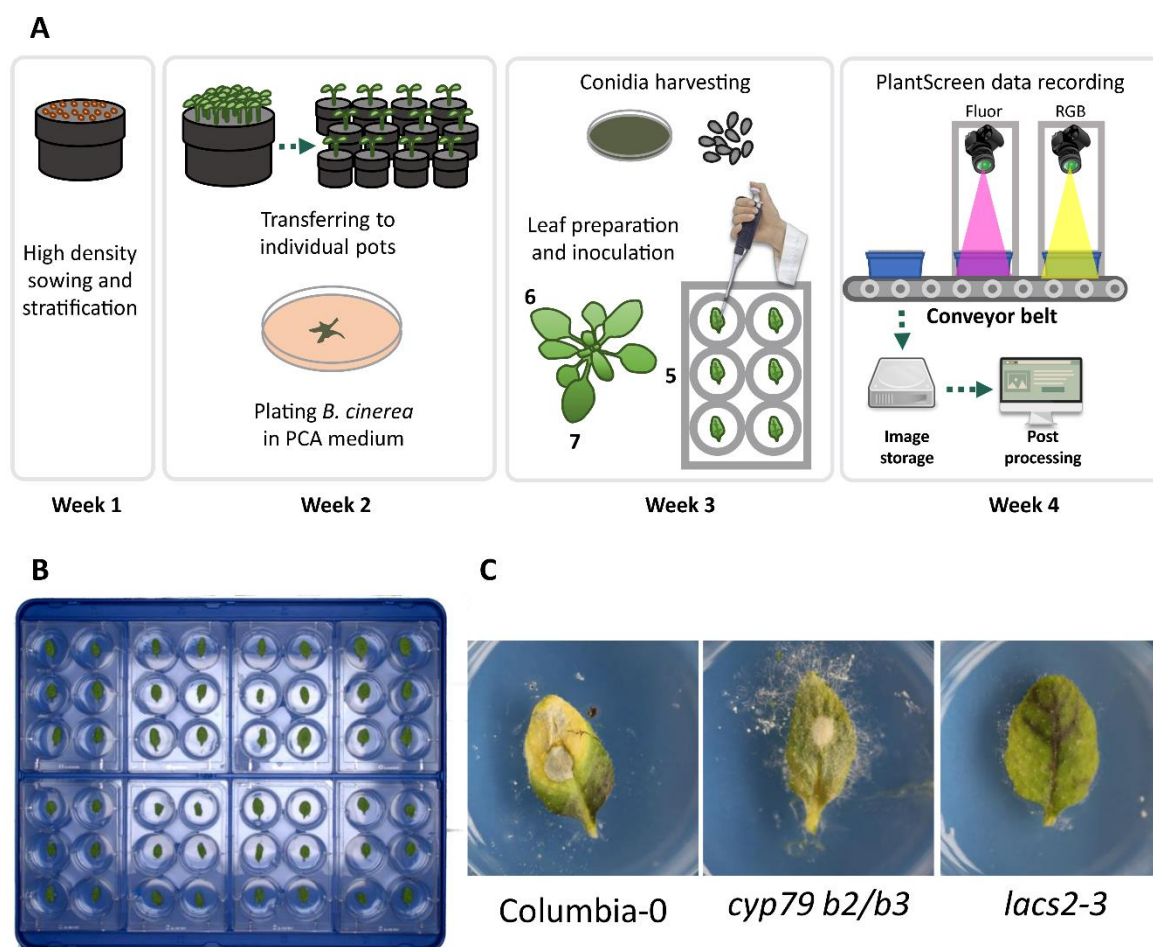 A
High density
sowing and
stratification
Week 1
Transferring to
individual pots
Plating B. cinerea
in PCA medium
Week 2
Conidia harvesting
Leaf preparation
and inoculation
6
5
7
Week 3
PlantScreen data recording
Fluor
RGB
Conveyor belt
Image
storage
Post
processing
Week 4
B
C
Columbia-0
cyp79 b2/b3
lacs2-3